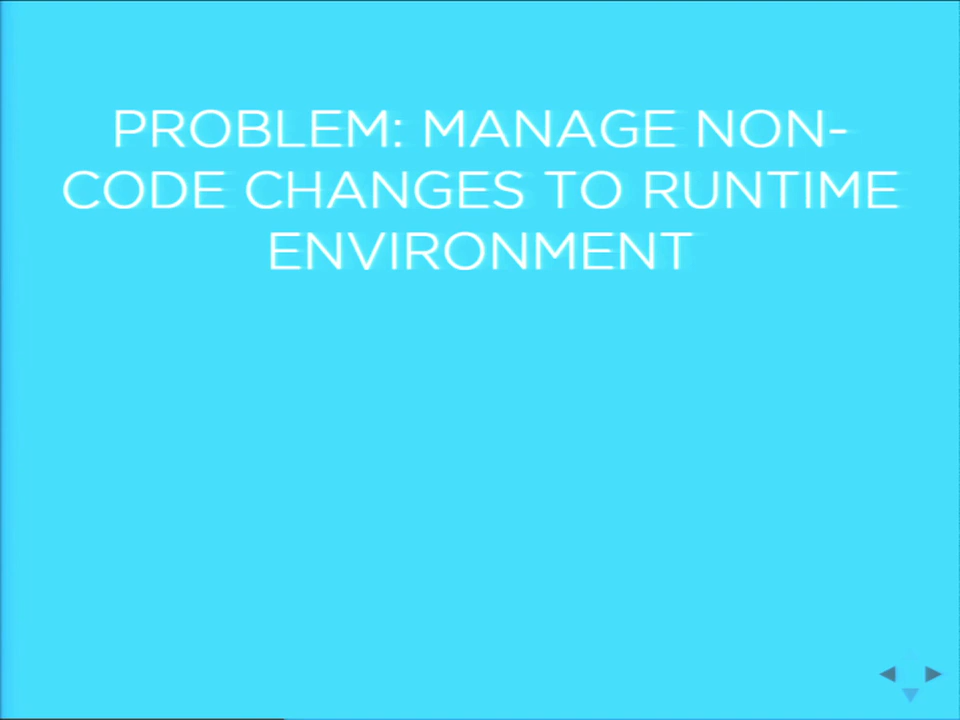 PROBLEM: MANAGE NON-
CODE CHANGES TO RUNTIME
ENVIRONMENT